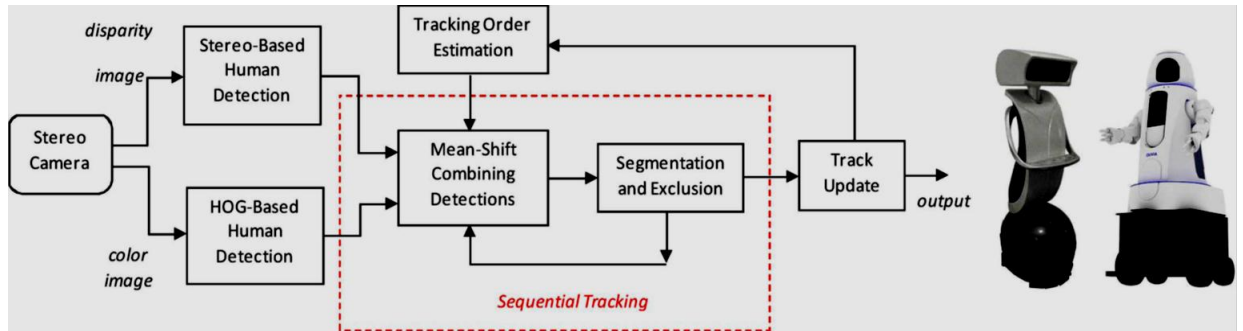 disparity
image
Stereo-Based
Human
Detection
Tracking Order
Estimation
Stereo
Camera
Mean-Shift
Combining
Detections
Segmentation
and Exclusion
Track
Update
output
HOG-Based
Human
Detection
color
image
Sequential Tracking